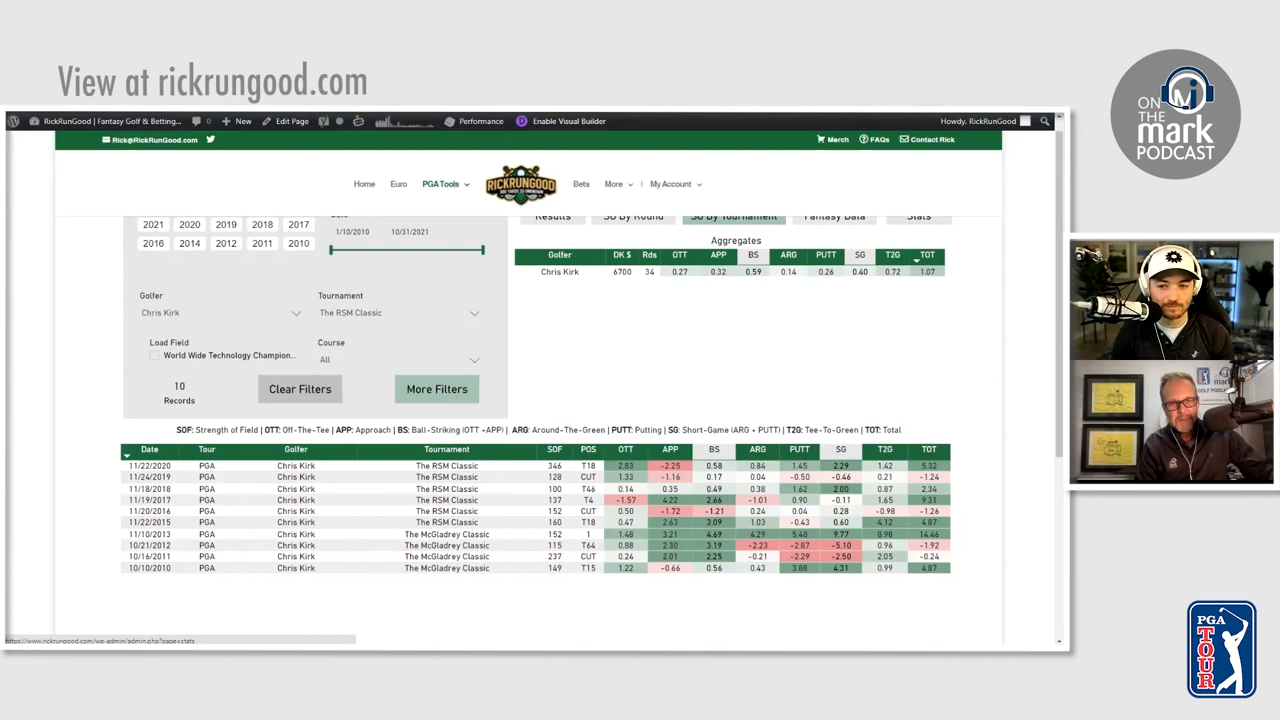 View at rickrungood.com
ON THE mark PODCAST
RickRunGood | Fantasy Golf & Betting... 0 New Edit Page Performance Enable Visual Builder Howdy, RickRunGood
Rick@RickRunGood.com Merch FAQs Contact Rick
Home Euro PGA Tools RICKRUNGOOD Bets More | My Account
Results SG By Round SG By Tournament Fantasy Data Stats
2021 2020 2019 2018 2017
1/10/2010 10/31/2021
2016 2014 2012 2011 2010
Aggregates
Golfer DK $ Rds OTT APP BS ARG PUTT SG T2G TOT
Chris Kirk 6700 34 0.27 0.32 0.59 0.14 0.26 0.40 0.72 1.07
Golfer Tournament
Chris Kirk The RSM Classic
Load Field Course
World Wide Technology Champion... All
10 Records
Clear Filters More Filters
SOF: Strength of Field | OTT: Off-The-Tee | APP: Approach | BS: Ball-Striking (OTT +APP) | ARG: Around-The-Green | PUTT: Putting | SG: Short-Game (ARG + PUTT) | T2G: Tee-To-Green | TOT: Total
Date Tour Golfer Tournament SOF POS OTT APP BS ARG PUTT SG T2G TOT
11/22/2020 PGA Chris Kirk The RSM Classic 346 T18 2.83 -2.25 0.58 0.84 1.45 2.29 1.42 5.32
11/24/2019 PGA Chris Kirk The RSM Classic 128 CUT 1.33 -1.16 0.17 0.04 -0.50 -0.46 0.21 -1.24
11/18/2018 PGA Chris Kirk The RSM Classic 100 T46 0.14 0.35 0.49 0.38 1.62 2.00 0.87 2.34
11/19/2017 PGA Chris Kirk The RSM Classic 137 T4 -1.57 4.22 2.66 -1.01 0.90 -0.11 1.65 9.31
11/20/2016 PGA Chris Kirk The RSM Classic 152 CUT 0.50 -1.72 -1.21 0.24 0.04 0.28 -0.98 -1.26
11/22/2015 PGA Chris Kirk The RSM Classic 160 T18 0.47 2.63 3.09 1.03 -0.43 0.60 4.12 4.87
11/10/2013 PGA Chris Kirk The McGladrey Classic 152 1 1.48 3.21 4.69 4.29 5.48 9.77 8.98 14.46
10/21/2012 PGA Chris Kirk The McGladrey Classic 115 T64 0.88 2.30 3.19 -2.23 -2.87 -5.10 0.96 -1.92
10/16/2011 PGA Chris Kirk The McGladrey Classic 237 CUT 0.24 2.01 2.25 -0.21 -2.29 -2.50 2.05 -0.24
10/10/2010 PGA Chris Kirk The McGladrey Classic 149 T15 1.22 -0.66 0.56 0.43 3.88 4.31 0.99 4.87
https://www.rickrungood.com/wp-admin/admin.php?page=stats
PGA TOUR